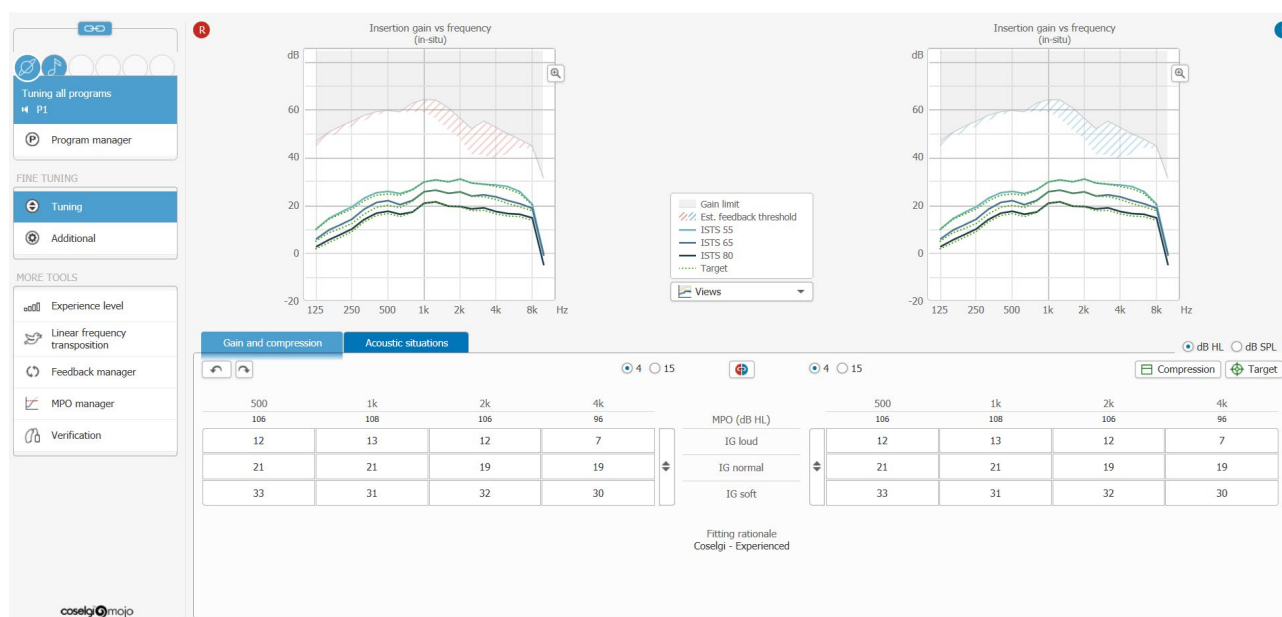 R
Insertion gain vs frequency
(in-situ)
Insertion gain vs frequency
(in-situ)
dB
60
40
20
0
-20
125 250 500 1k 2k 4k 8k Hz
dB
60
40
20
0
-20
125 250 500 1k 2k 4k 8k Hz
Gain limit
Est. feedback threshold
ISTS 55
ISTS 65
ISTS 80
Target
Views
Tuning all programs
P1
P Program manager
FINE TUNING
Tuning
Additional
MORE TOOLS
Experience level
Linear frequency
transposition
Feedback manager
MPO manager
Verification
coselgi mojo
Gain and compression Acoustic situations
dB HL dB SPL
4 15 4 15
Compression Target
500 1k 2k 4k 500 1k 2k 4k
106 108 106 96 MPO (dB HL) 106 108 106 96
12 13 12 7 IG loud 12 13 12 7
21 21 19 19 IG normal 21 21 19 19
33 31 32 30 IG soft 33 31 32 30
Fitting rationale
Coselgi - Experienced